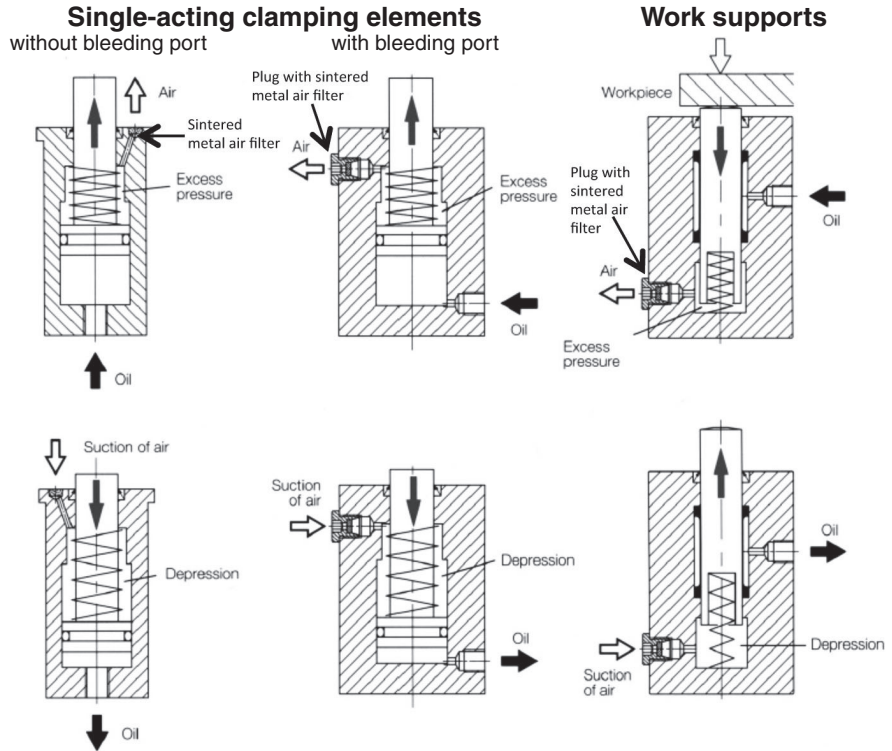 Single-acting clamping elements
Work supports
without bleeding port
with bleeding port
Air
Sintered
metal air filter
Excess
pressure
Oil
Plug with sintered
metal air filter
Air
Excess
pressure
Oil
Workpiece
Plug with
sintered
metal air
filter
Air
Oil
Excess
pressure
Suction of air
Depression
Oil
Suction
of air
Depression
Oil
Oil
Suction
of air
Depression